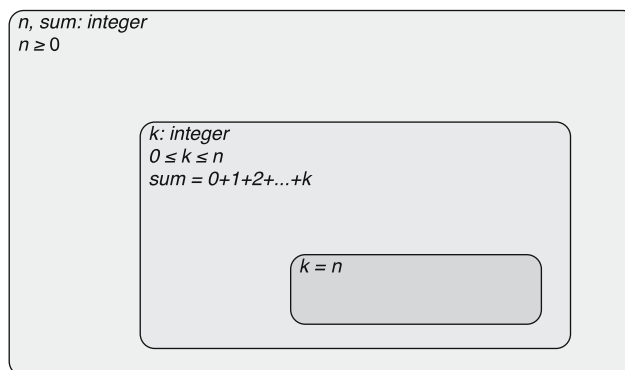 n, sum: integer
n ≥ 0
k: integer
0 ≤ k ≤ n
sum = 0+1+2+...+k
k = n